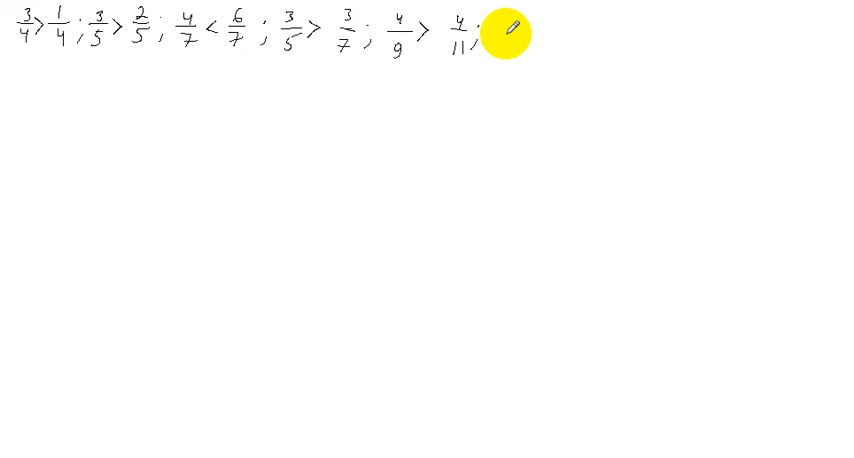 3/4 > 1/4 ; 3/5 > 2/5 ; 4/7 < 6/7 ; 3/5 > 3/7 ; 4/9 > 4/11 ;